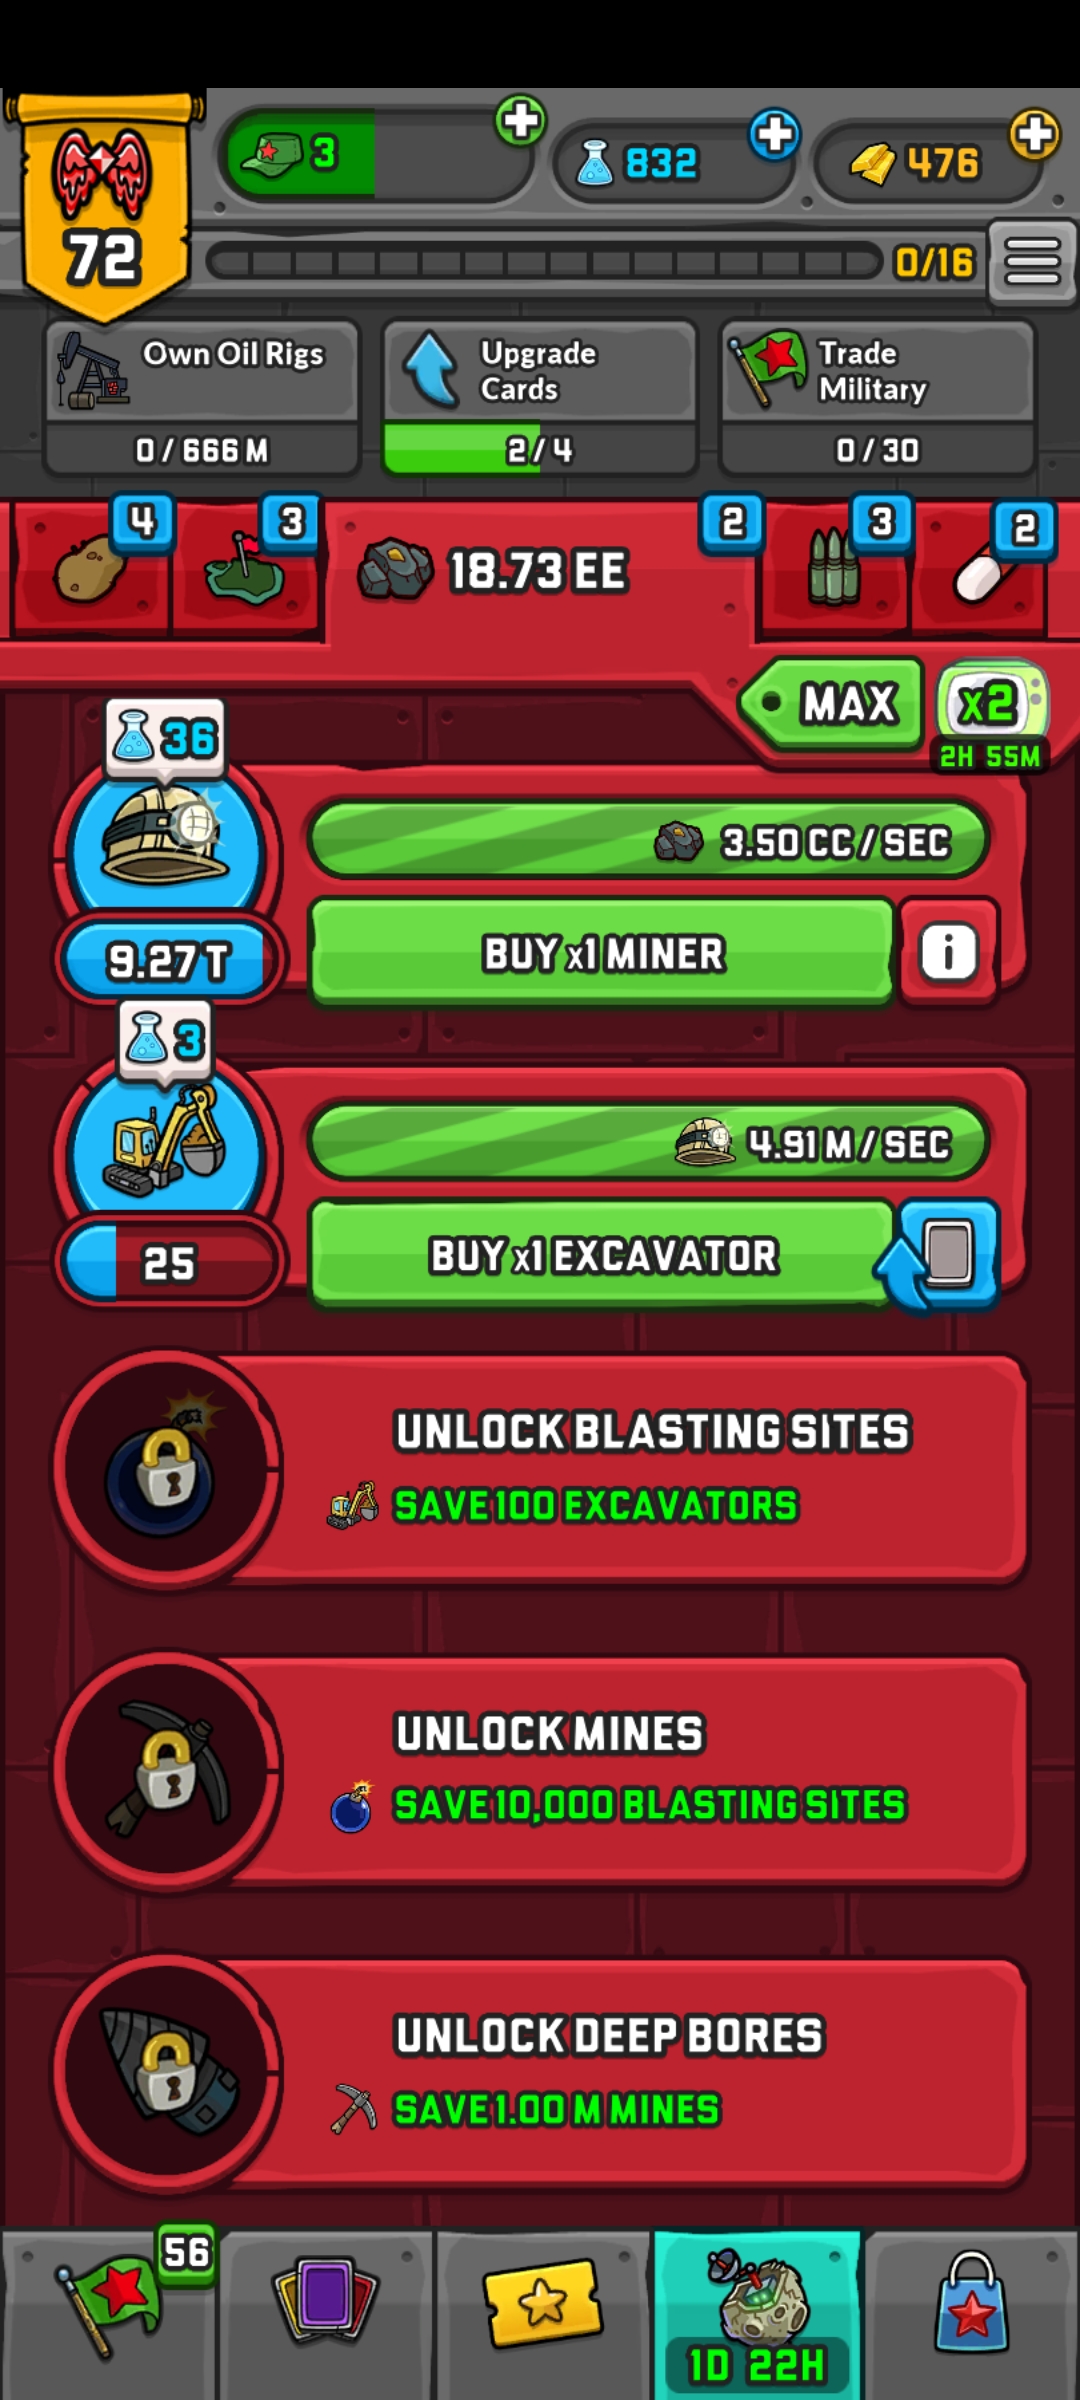 3
832
476
72
0/16
Own Oil Rigs
0 / 666 M
Upgrade
Cards
2 / 4
Trade
Military
0 / 30
4
3
18.73 EE
2
3
2
MAX
x2
2H 55M
36
3.50 CC / SEC
9.27 T
BUY x1 MINER
i
3
4.91 M / SEC
25
BUY x1 EXCAVATOR
UNLOCK BLASTING SITES
SAVE 100 EXCAVATORS
UNLOCK MINES
SAVE 10,000 BLASTING SITES
UNLOCK DEEP BORES
SAVE 1.00 M MINES
56
1D 22H